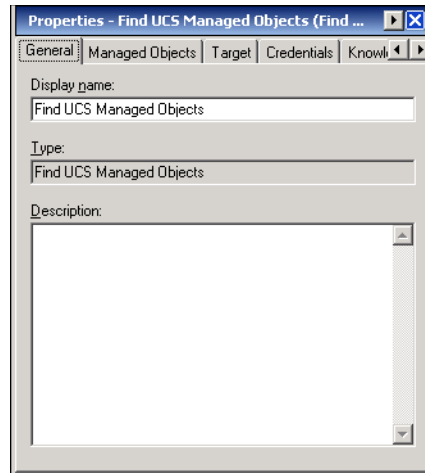 Properties - Find UCS Managed Objects (Find ...
General Managed Objects Target Credentials Knowl
Display name:
Find UCS Managed Objects
Type:
Find UCS Managed Objects
Description: